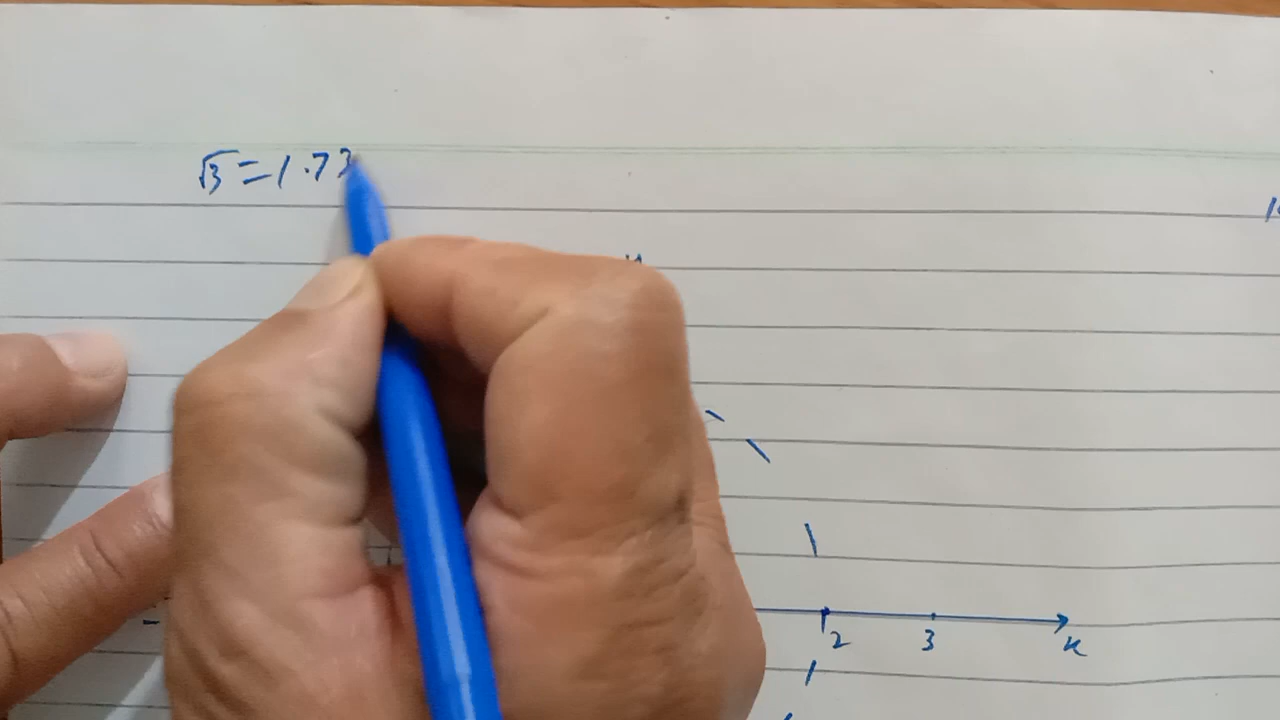 √3 = 1.73
2 3 x